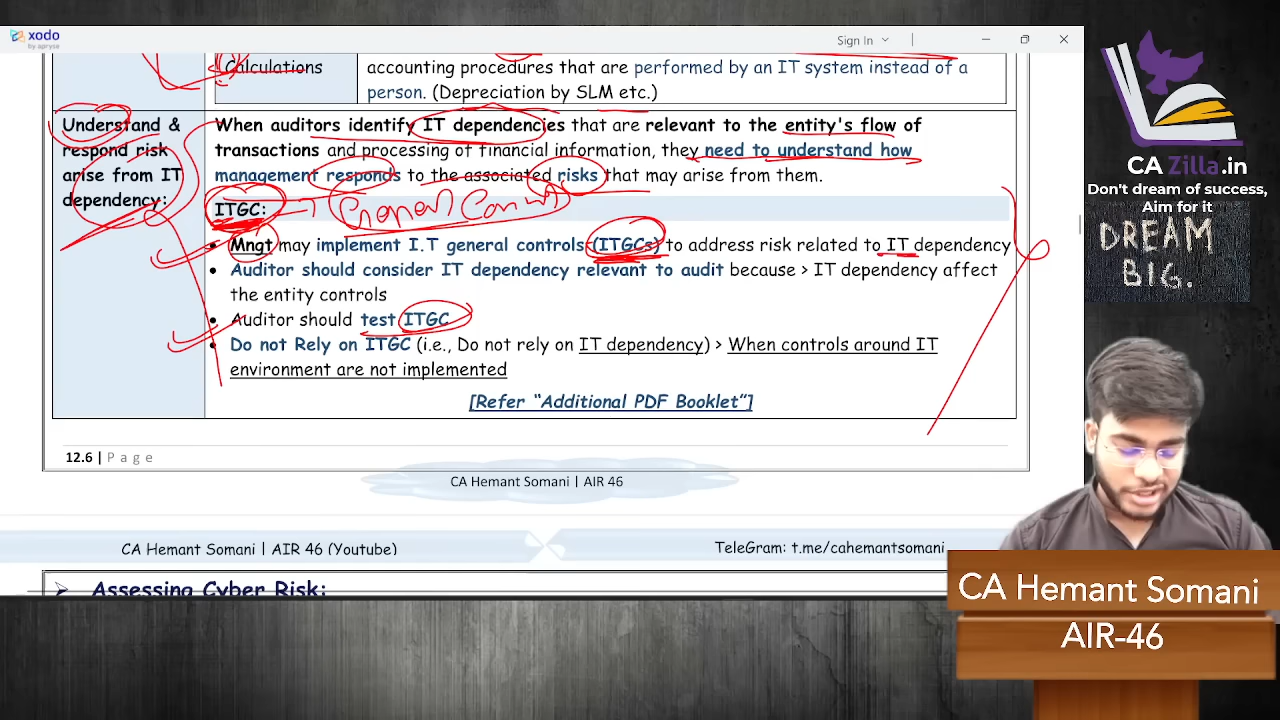 xodo
by apryse
Sign In
Calculations
accounting procedures that are performed by an IT system instead of a
person. (Depreciation by SLM etc.)
Understand &
respond risk
arise from IT
dependency:
When auditors identify IT dependencies that are relevant to the entity's flow of
transactions and processing of financial information, they need to understand how
management responds to the associated risks that may arise from them.
ITGC:
General Control
• Mngt may implement I.T general controls (ITGCs) to address risk related to IT dependency
• Auditor should consider IT dependency relevant to audit because > IT dependency affect
the entity controls
• Auditor should test ITGC
• Do not Rely on ITGC (i.e., Do not rely on IT dependency) > When controls around IT
environment are not implemented
[Refer “Additional PDF Booklet”]
12.6 | Page
CA Hemant Somani | AIR 46
CA Hemant Somani | AIR 46 (Youtube)
TeleGram: t.me/cahemantsomani
➢ Assessing Cyber Risk:
CA Zilla.in
Don't dream of success,
Aim for it
DREAM
BIG.
CA Hemant Somani
AIR-46